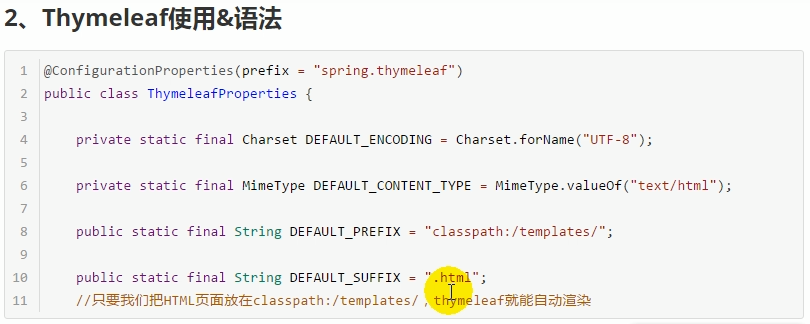 2、Thymeleaf使用&语法
1 @ConfigurationProperties(prefix = "spring.thymeleaf")
2 public class ThymeleafProperties {
3
4 private static final Charset DEFAULT_ENCODING = Charset.forName("UTF-8");
5
6 private static final MimeType DEFAULT_CONTENT_TYPE = MimeType.valueOf("text/html");
7
8 public static final String DEFAULT_PREFIX = "classpath:/templates/";
9
10 public static final String DEFAULT_SUFFIX = ".html";
11 //只要我们把HTML页面放在classpath:/templates/，thymeleaf就能自动渲染